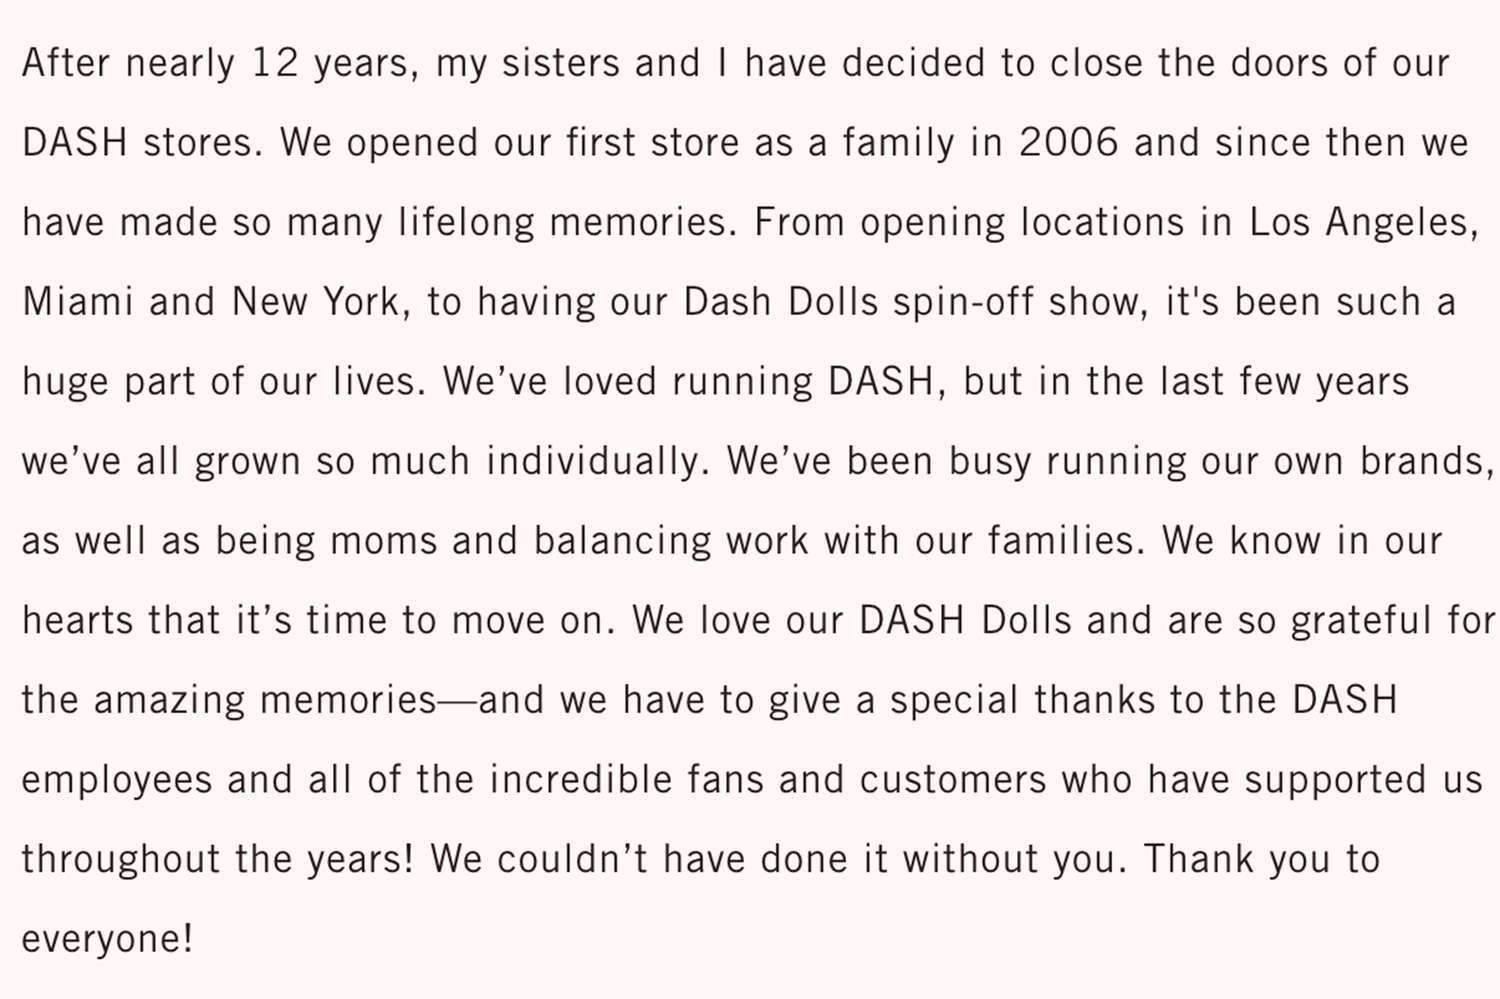 After nearly 12 years, my sisters and I have decided to close the doors of our
DASH stores. We opened our first store as a family in 2006 and since then we
have made so many lifelong memories. From opening locations in Los Angeles,
Miami and New York, to having our Dash Dolls spin-off show, it's been such a
huge part of our lives. We’ve loved running DASH, but in the last few years
we’ve all grown so much individually. We’ve been busy running our own brands,
as well as being moms and balancing work with our families. We know in our
hearts that it’s time to move on. We love our DASH Dolls and are so grateful for
the amazing memories—and we have to give a special thanks to the DASH
employees and all of the incredible fans and customers who have supported us
throughout the years! We couldn’t have done it without you. Thank you to
everyone!